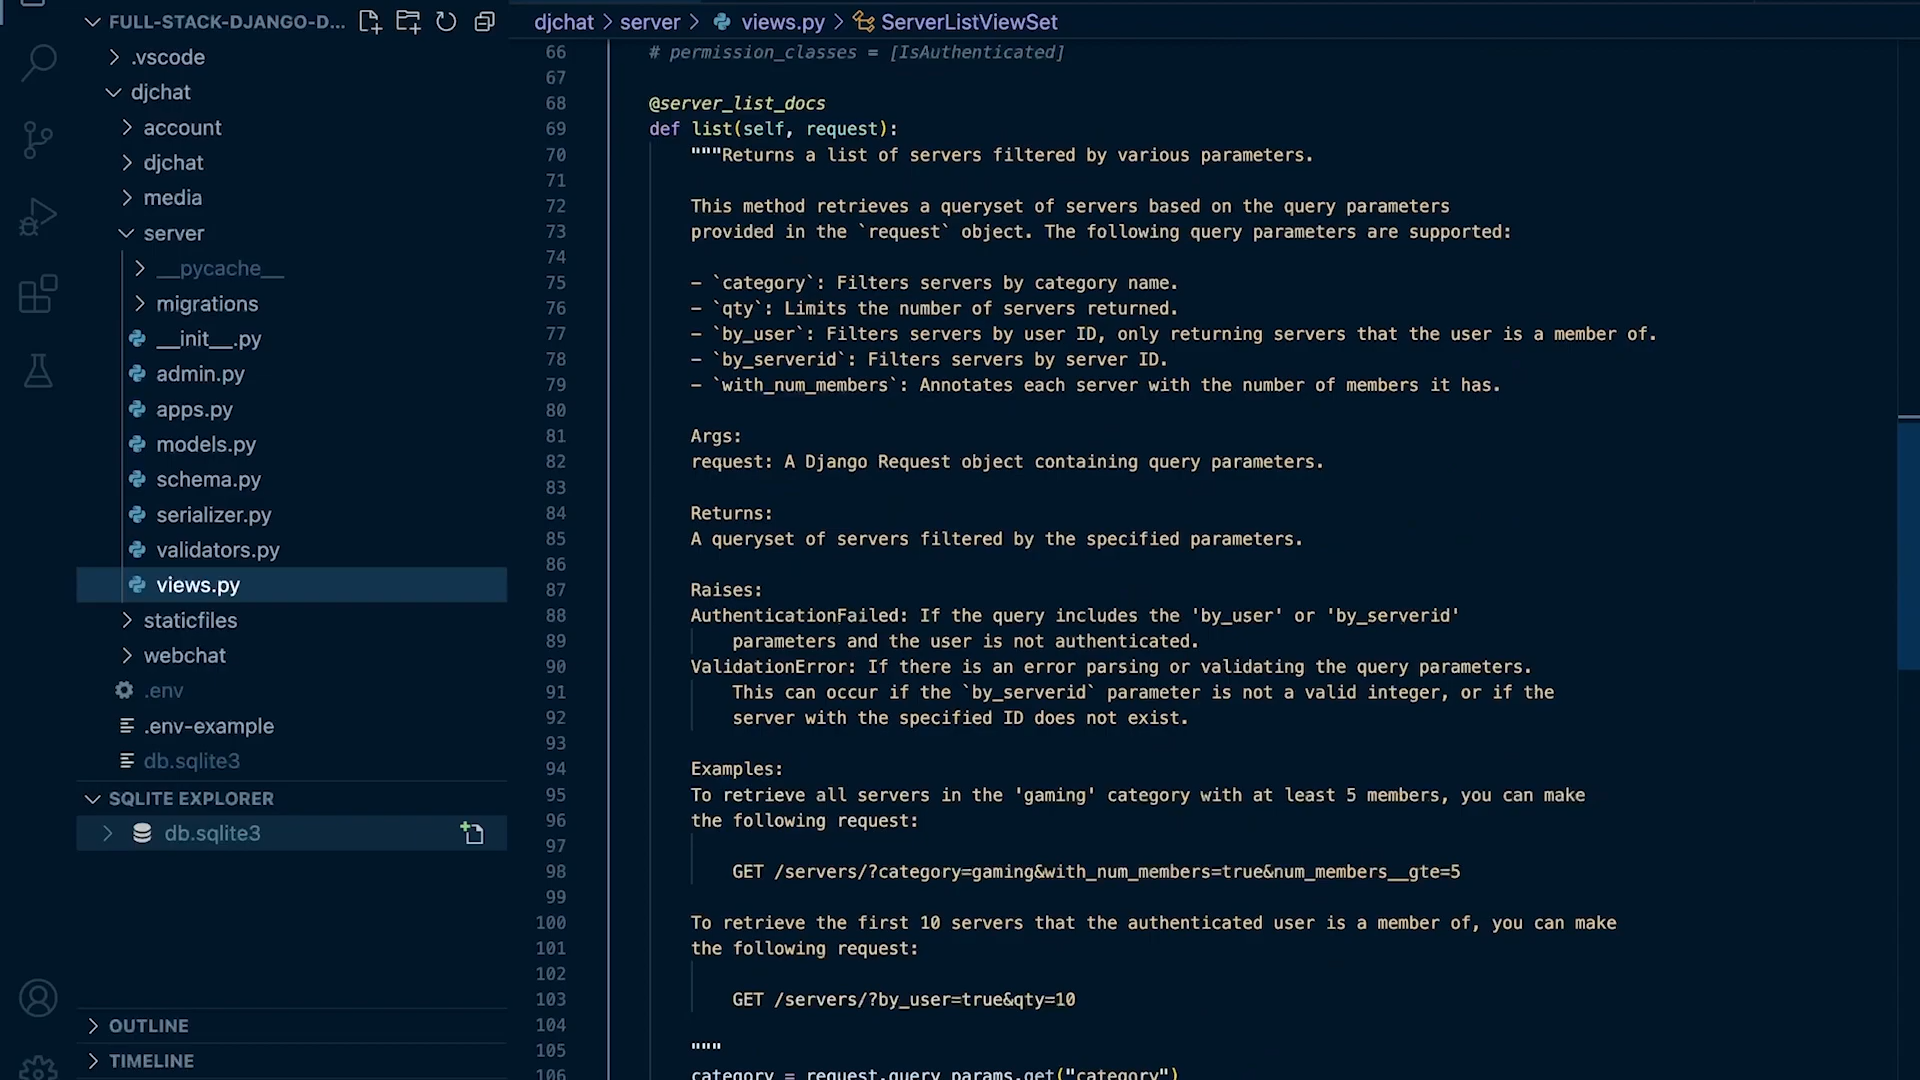 FULL-STACK-DJANGO-D...
.vscode
djchat
account
djchat
media
server
__pycache__
migrations
__init__.py
admin.py
apps.py
models.py
schema.py
serializer.py
validators.py
views.py
staticfiles
webchat
.env
.env-example
db.sqlite3
SQLITE EXPLORER
db.sqlite3
OUTLINE
TIMELINE
djchat > server > views.py > ServerListViewSet
66 # permission_classes = [IsAuthenticated]
67
68 @server_list_docs
69 def list(self, request):
70 """Returns a list of servers filtered by various parameters.
71
72 This method retrieves a queryset of servers based on the query parameters
73 provided in the `request` object. The following query parameters are supported:
74
75 - `category`: Filters servers by category name.
76 - `qty`: Limits the number of servers returned.
77 - `by_user`: Filters servers by user ID, only returning servers that the user is a member of.
78 - `by_serverid`: Filters servers by server ID.
79 - `with_num_members`: Annotates each server with the number of members it has.
80
81 Args:
82 request: A Django Request object containing query parameters.
83
84 Returns:
85 A queryset of servers filtered by the specified parameters.
86
87 Raises:
88 AuthenticationFailed: If the query includes the 'by_user' or 'by_serverid'
89 parameters and the user is not authenticated.
90 ValidationError: If there is an error parsing or validating the query parameters.
91 This can occur if the `by_serverid` parameter is not a valid integer, or if the
92 server with the specified ID does not exist.
93
94 Examples:
95 To retrieve all servers in the 'gaming' category with at least 5 members, you can make
96 the following request:
97
98 GET /servers/?category=gaming&with_num_members=true&num_members__gte=5
99
100 To retrieve the first 10 servers that the authenticated user is a member of, you can make
101 the following request:
102
103 GET /servers/?by_user=true&qty=10
104
105 """
106 category = request.query_params.get("category")